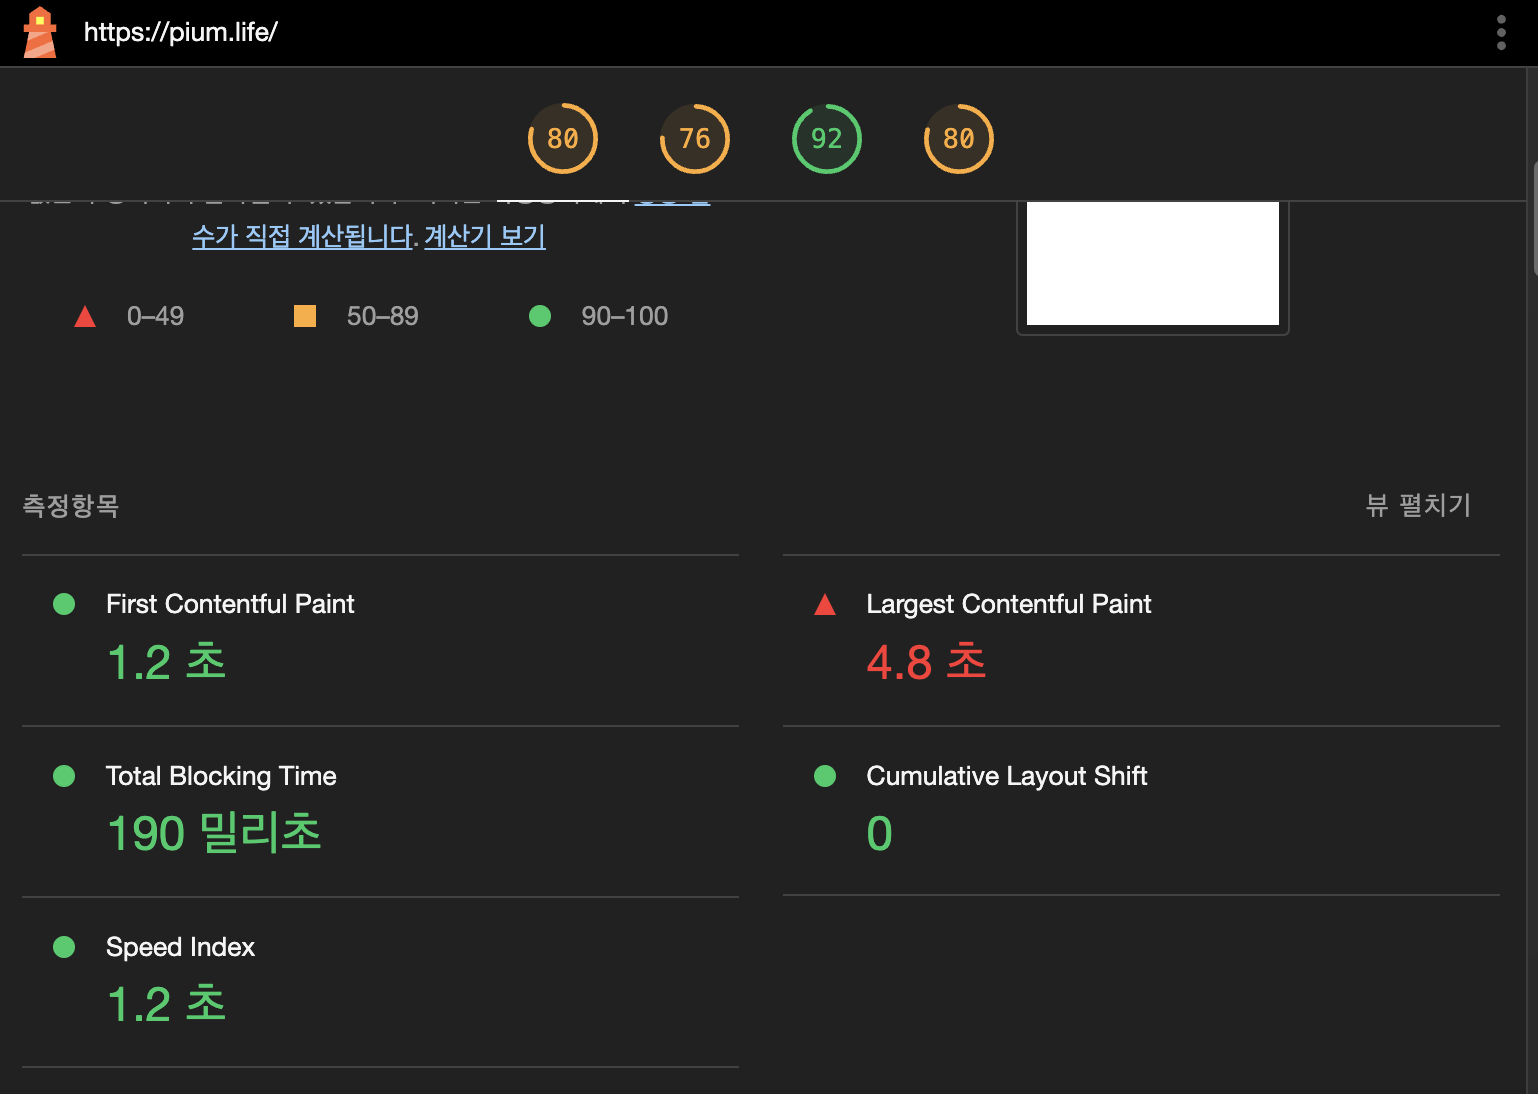 https://pium.life/
80 76 92 80
수가 직접 계산됩니다. 계산기 보기
0–49 50–89 90–100
측정항목 뷰 펼치기
First Contentful Paint
1.2 초
Largest Contentful Paint
4.8 초
Total Blocking Time
190 밀리초
Cumulative Layout Shift
0
Speed Index
1.2 초